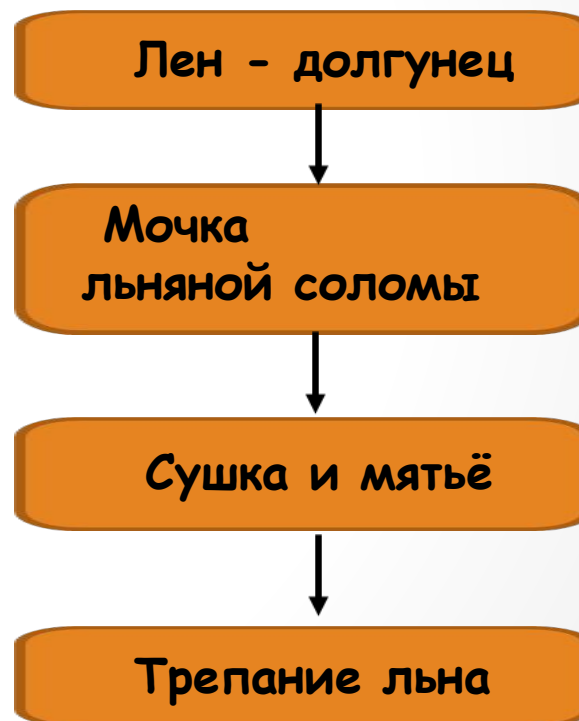 Лен - долгунец
Мочка
льняной соломы
Сушка и мятьё
Трепание льна